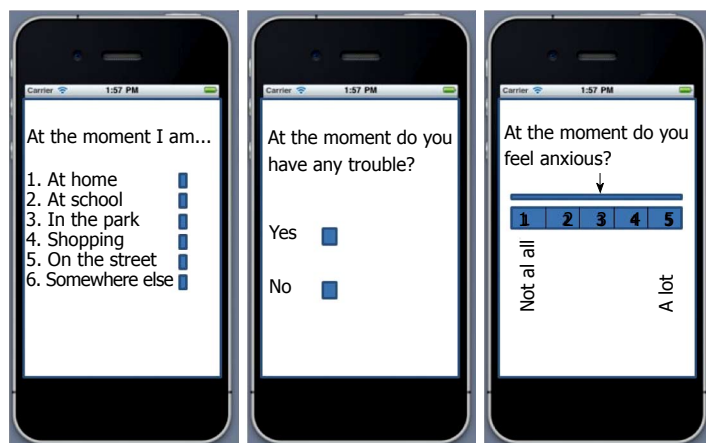 Carrier 1:57 PM
At the moment I am...
1. At home
2. At school
3. In the park
4. Shopping
5. On the street
6. Somewhere else
Carrier 1:57 PM
At the moment do you
have any trouble?
Yes
No
Carrier 1:57 PM
At the moment do you
feel anxious?
1 2 3 4 5
Not al all
A lot